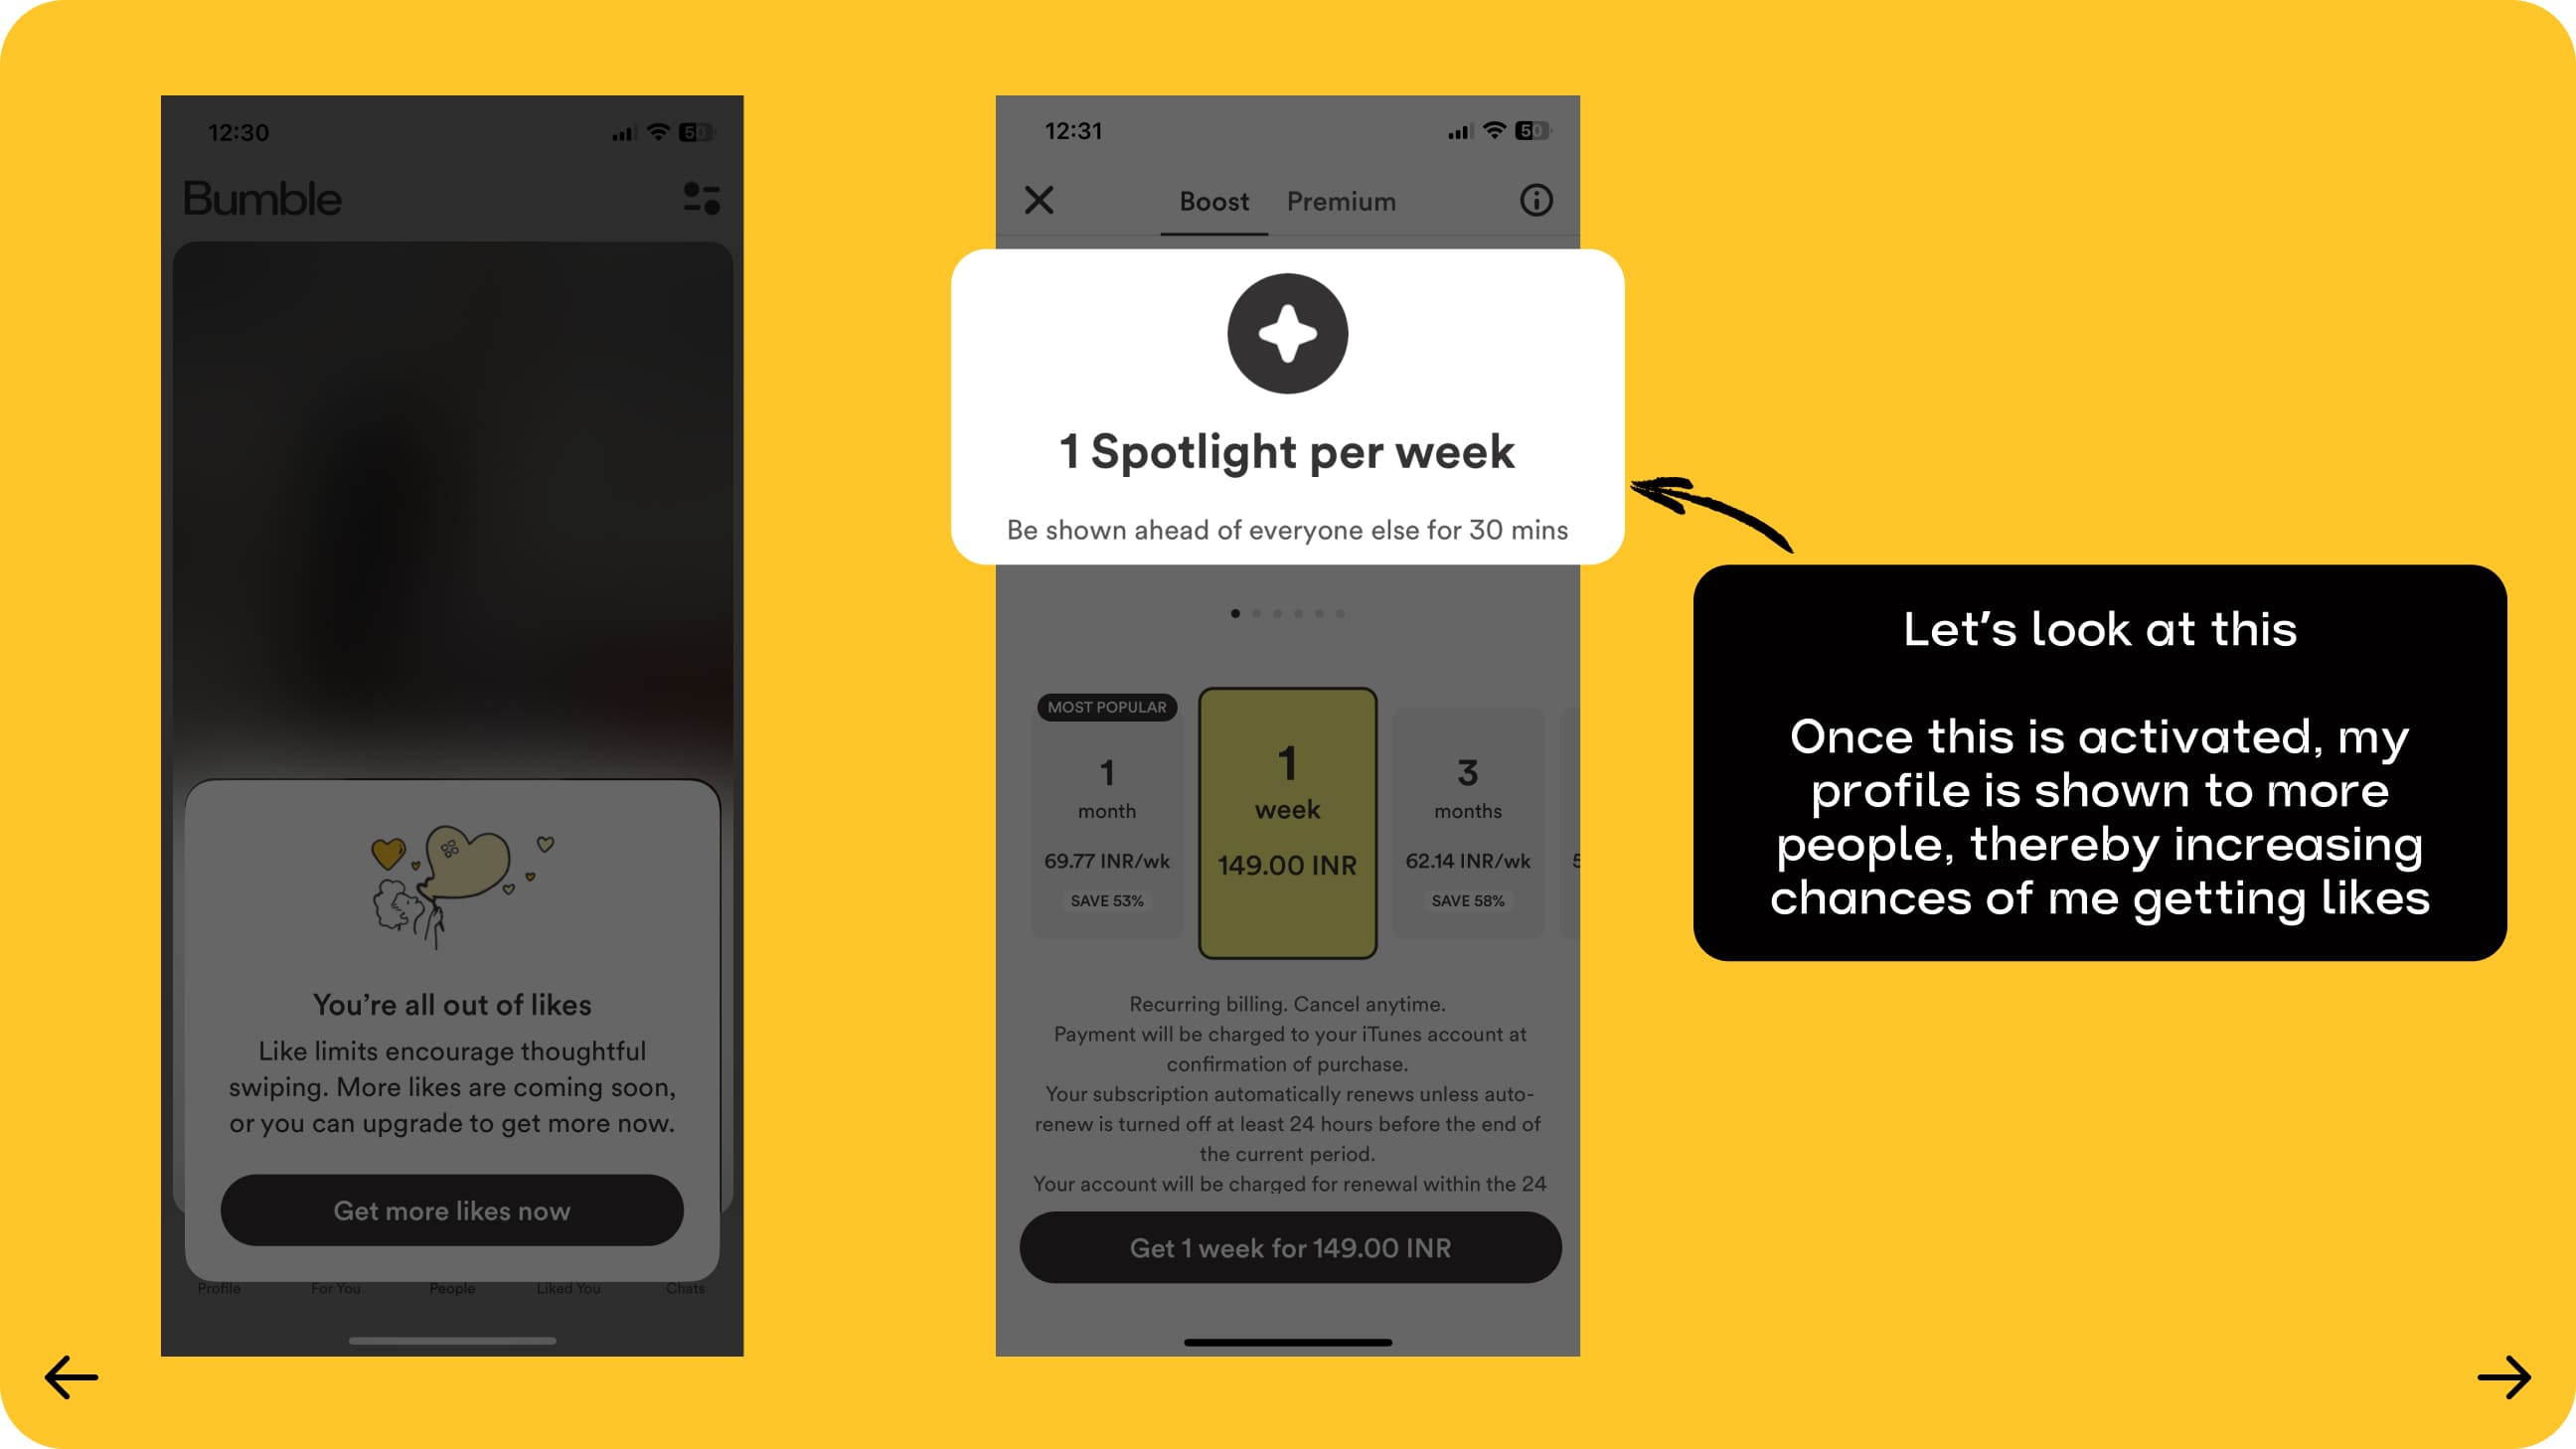 12:30
50
Bumble
You're all out of likes
Like limits encourage thoughtful
swiping. More likes are coming soon,
or you can upgrade to get more now.
Get more likes now
Profile
For You
People
Liked You
Chats
12:31
50
Boost
Premium
1 Spotlight per week
Be shown ahead of everyone else for 30 mins
MOST POPULAR
1
month
69.77 INR/wk
SAVE 53%
1
week
149.00 INR
3
months
62.14 INR/wk
SAVE 58%
5
Recurring billing. Cancel anytime.
Payment will be charged to your iTunes account at
confirmation of purchase.
Your subscription automatically renews unless auto-
renew is turned off at least 24 hours before the end of
the current period.
Your account will be charged for renewal within the 24
Get 1 week for 149.00 INR
Let's look at this
Once this is activated, my
profile is shown to more
people, thereby increasing
chances of me getting likes